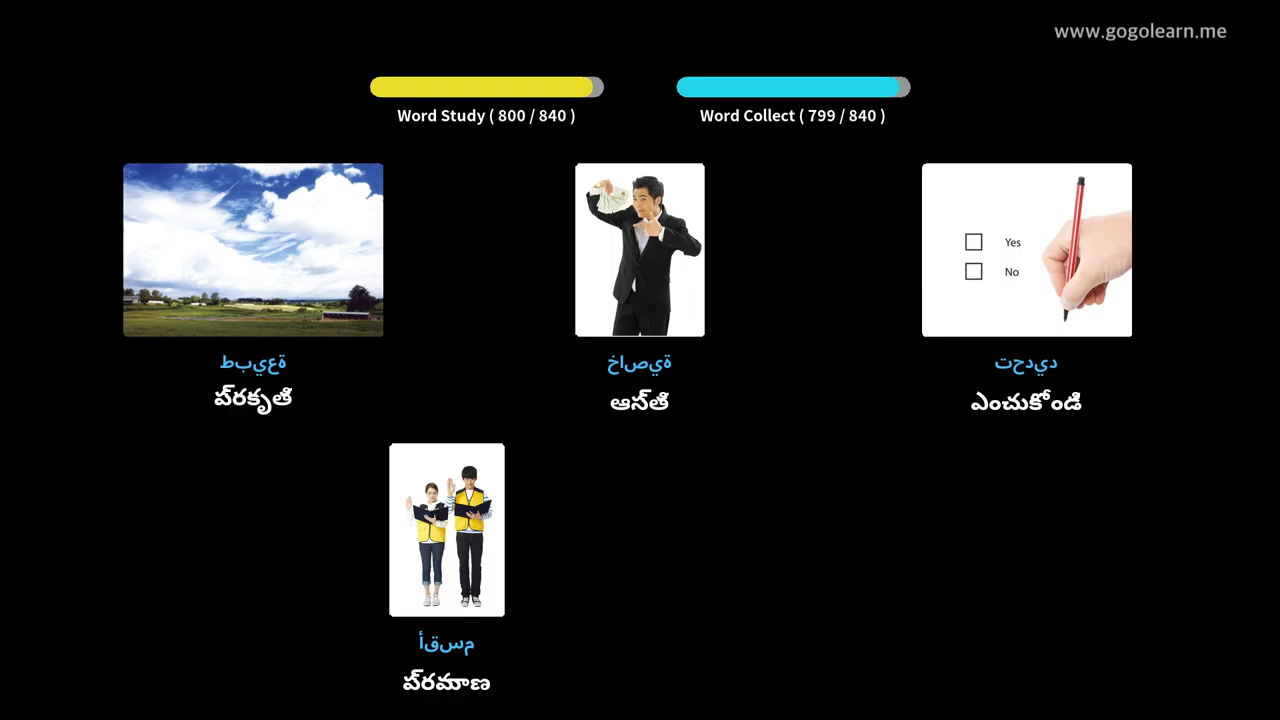 www.gogolearn.me
Word Study ( 800 / 840 )
Word Collect ( 799 / 840 )
Yes
No
طبيعة
خاصية
تحديد
ప్రకృతి
ఆస్తి
ఎంచుకోండి
أقسم
ప్రమాణ